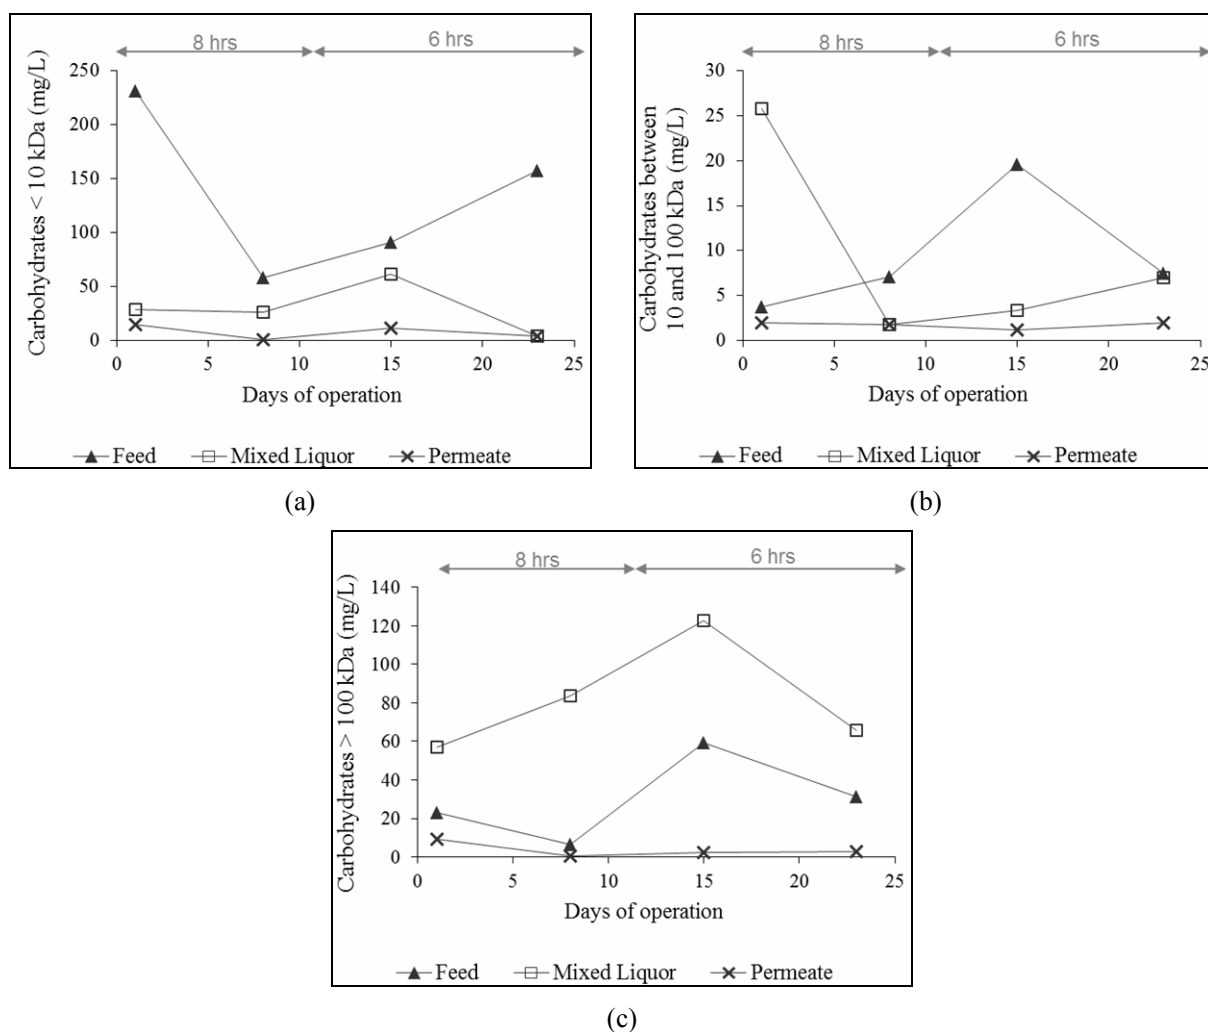 8 hrs 6 hrs
Carbohydrates < 10 kDa (mg/L)
250
200
150
100
50
0
0 5 10 15 20 25
Days of operation
Feed Mixed Liquor Permeate
(a)
8 hrs 6 hrs
Carbohydrates between
10 and 100 kDa (mg/L)
30
25
20
15
10
5
0
0 5 10 15 20 25
Days of operation
Feed Mixed Liquor Permeate
(b)
8 hrs 6 hrs
Carbohydrates > 100 kDa (mg/L)
140
120
100
80
60
40
20
0
0 5 10 15 20 25
Days of operation
Feed Mixed Liquor Permeate
(c)